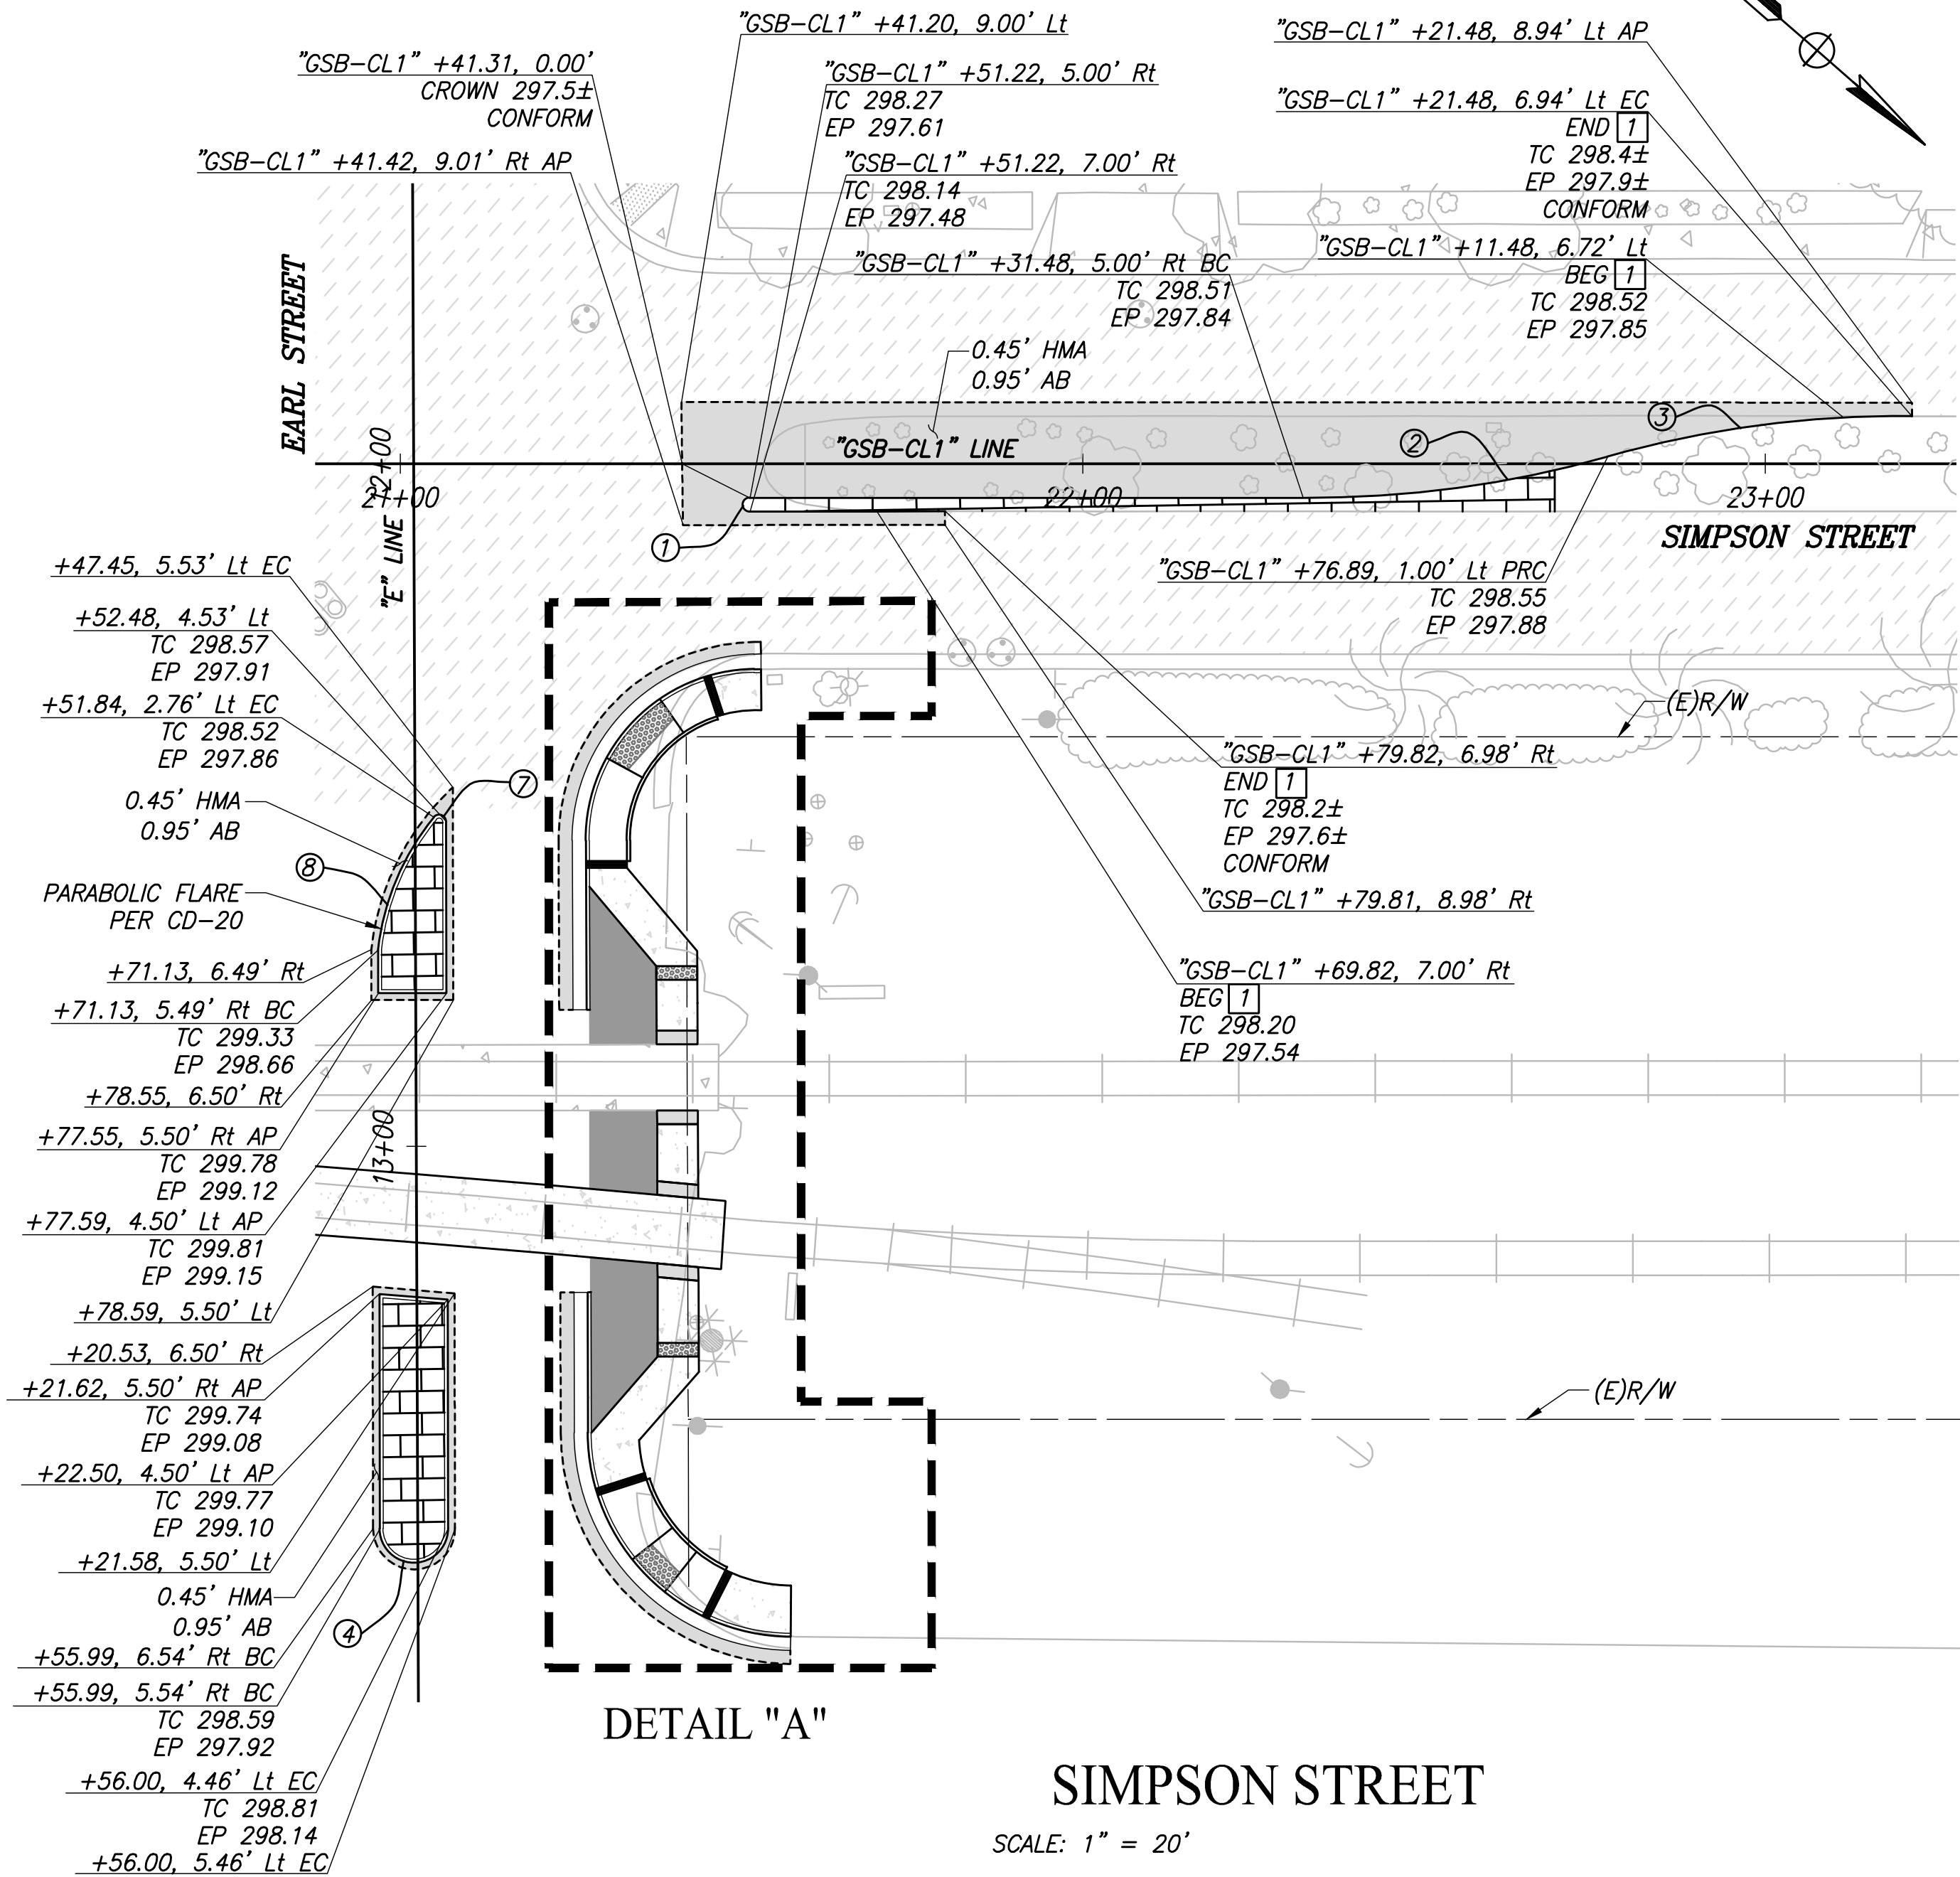 "GSB-CL1" +41.20, 9.00' Lt
"GSB-CL1" +21.48, 8.94' Lt AP
"GSB-CL1" +41.31, 0.00'
CROWN 297.5±
CONFORM
"GSB-CL1" +51.22, 5.00' Rt
TC 298.27
EP 297.61
"GSB-CL1" +21.48, 6.94' Lt EC
END 1
TC 298.4±
EP 297.9±
CONFORM
"GSB-CL1" +41.42, 9.01' Rt AP
"GSB-CL1" +51.22, 7.00' Rt
TC 298.14
EP 297.48
"GSB-CL1" +31.48, 5.00' Rt BC
TC 298.51
EP 297.84
"GSB-CL1" +11.48, 6.72' Lt
BEG 1
TC 298.52
EP 297.85
EARL STREET
0.45' HMA
0.95' AB
"GSB-CL1" LINE
1
2
3
12+00
21+00
22+00
23+00
"E" LINE
SIMPSON STREET
"GSB-CL1" +76.89, 1.00' Lt PRC
TC 298.55
EP 297.88
+47.45, 5.53' Lt EC
+52.48, 4.53' Lt
TC 298.57
EP 297.91
+51.84, 2.76' Lt EC
TC 298.52
EP 297.86
0.45' HMA
0.95' AB
7
8
PARABOLIC FLARE
PER CD-20
+71.13, 6.49' Rt
+71.13, 5.49' Rt BC
TC 299.33
EP 298.66
+78.55, 6.50' Rt
+77.55, 5.50' Rt AP
TC 299.78
EP 299.12
+77.59, 4.50' Lt AP
TC 299.81
EP 299.15
+78.59, 5.50' Lt
13+00
(E)R/W
"GSB-CL1" +79.82, 6.98' Rt
END 1
TC 298.2±
EP 297.6±
CONFORM
"GSB-CL1" +79.81, 8.98' Rt
"GSB-CL1" +69.82, 7.00' Rt
BEG 1
TC 298.20
EP 297.54
+20.53, 6.50' Rt
+21.62, 5.50' Rt AP
TC 299.74
EP 299.08
+22.50, 4.50' Lt AP
TC 299.77
EP 299.10
+21.58, 5.50' Lt
0.45' HMA
0.95' AB
4
+55.99, 6.54' Rt BC
+55.99, 5.54' Rt BC
TC 298.59
EP 297.92
+56.00, 4.46' Lt EC
TC 298.81
EP 298.14
+56.00, 5.46' Lt EC
(E)R/W
DETAIL "A"
SIMPSON STREET
SCALE: 1" = 20'